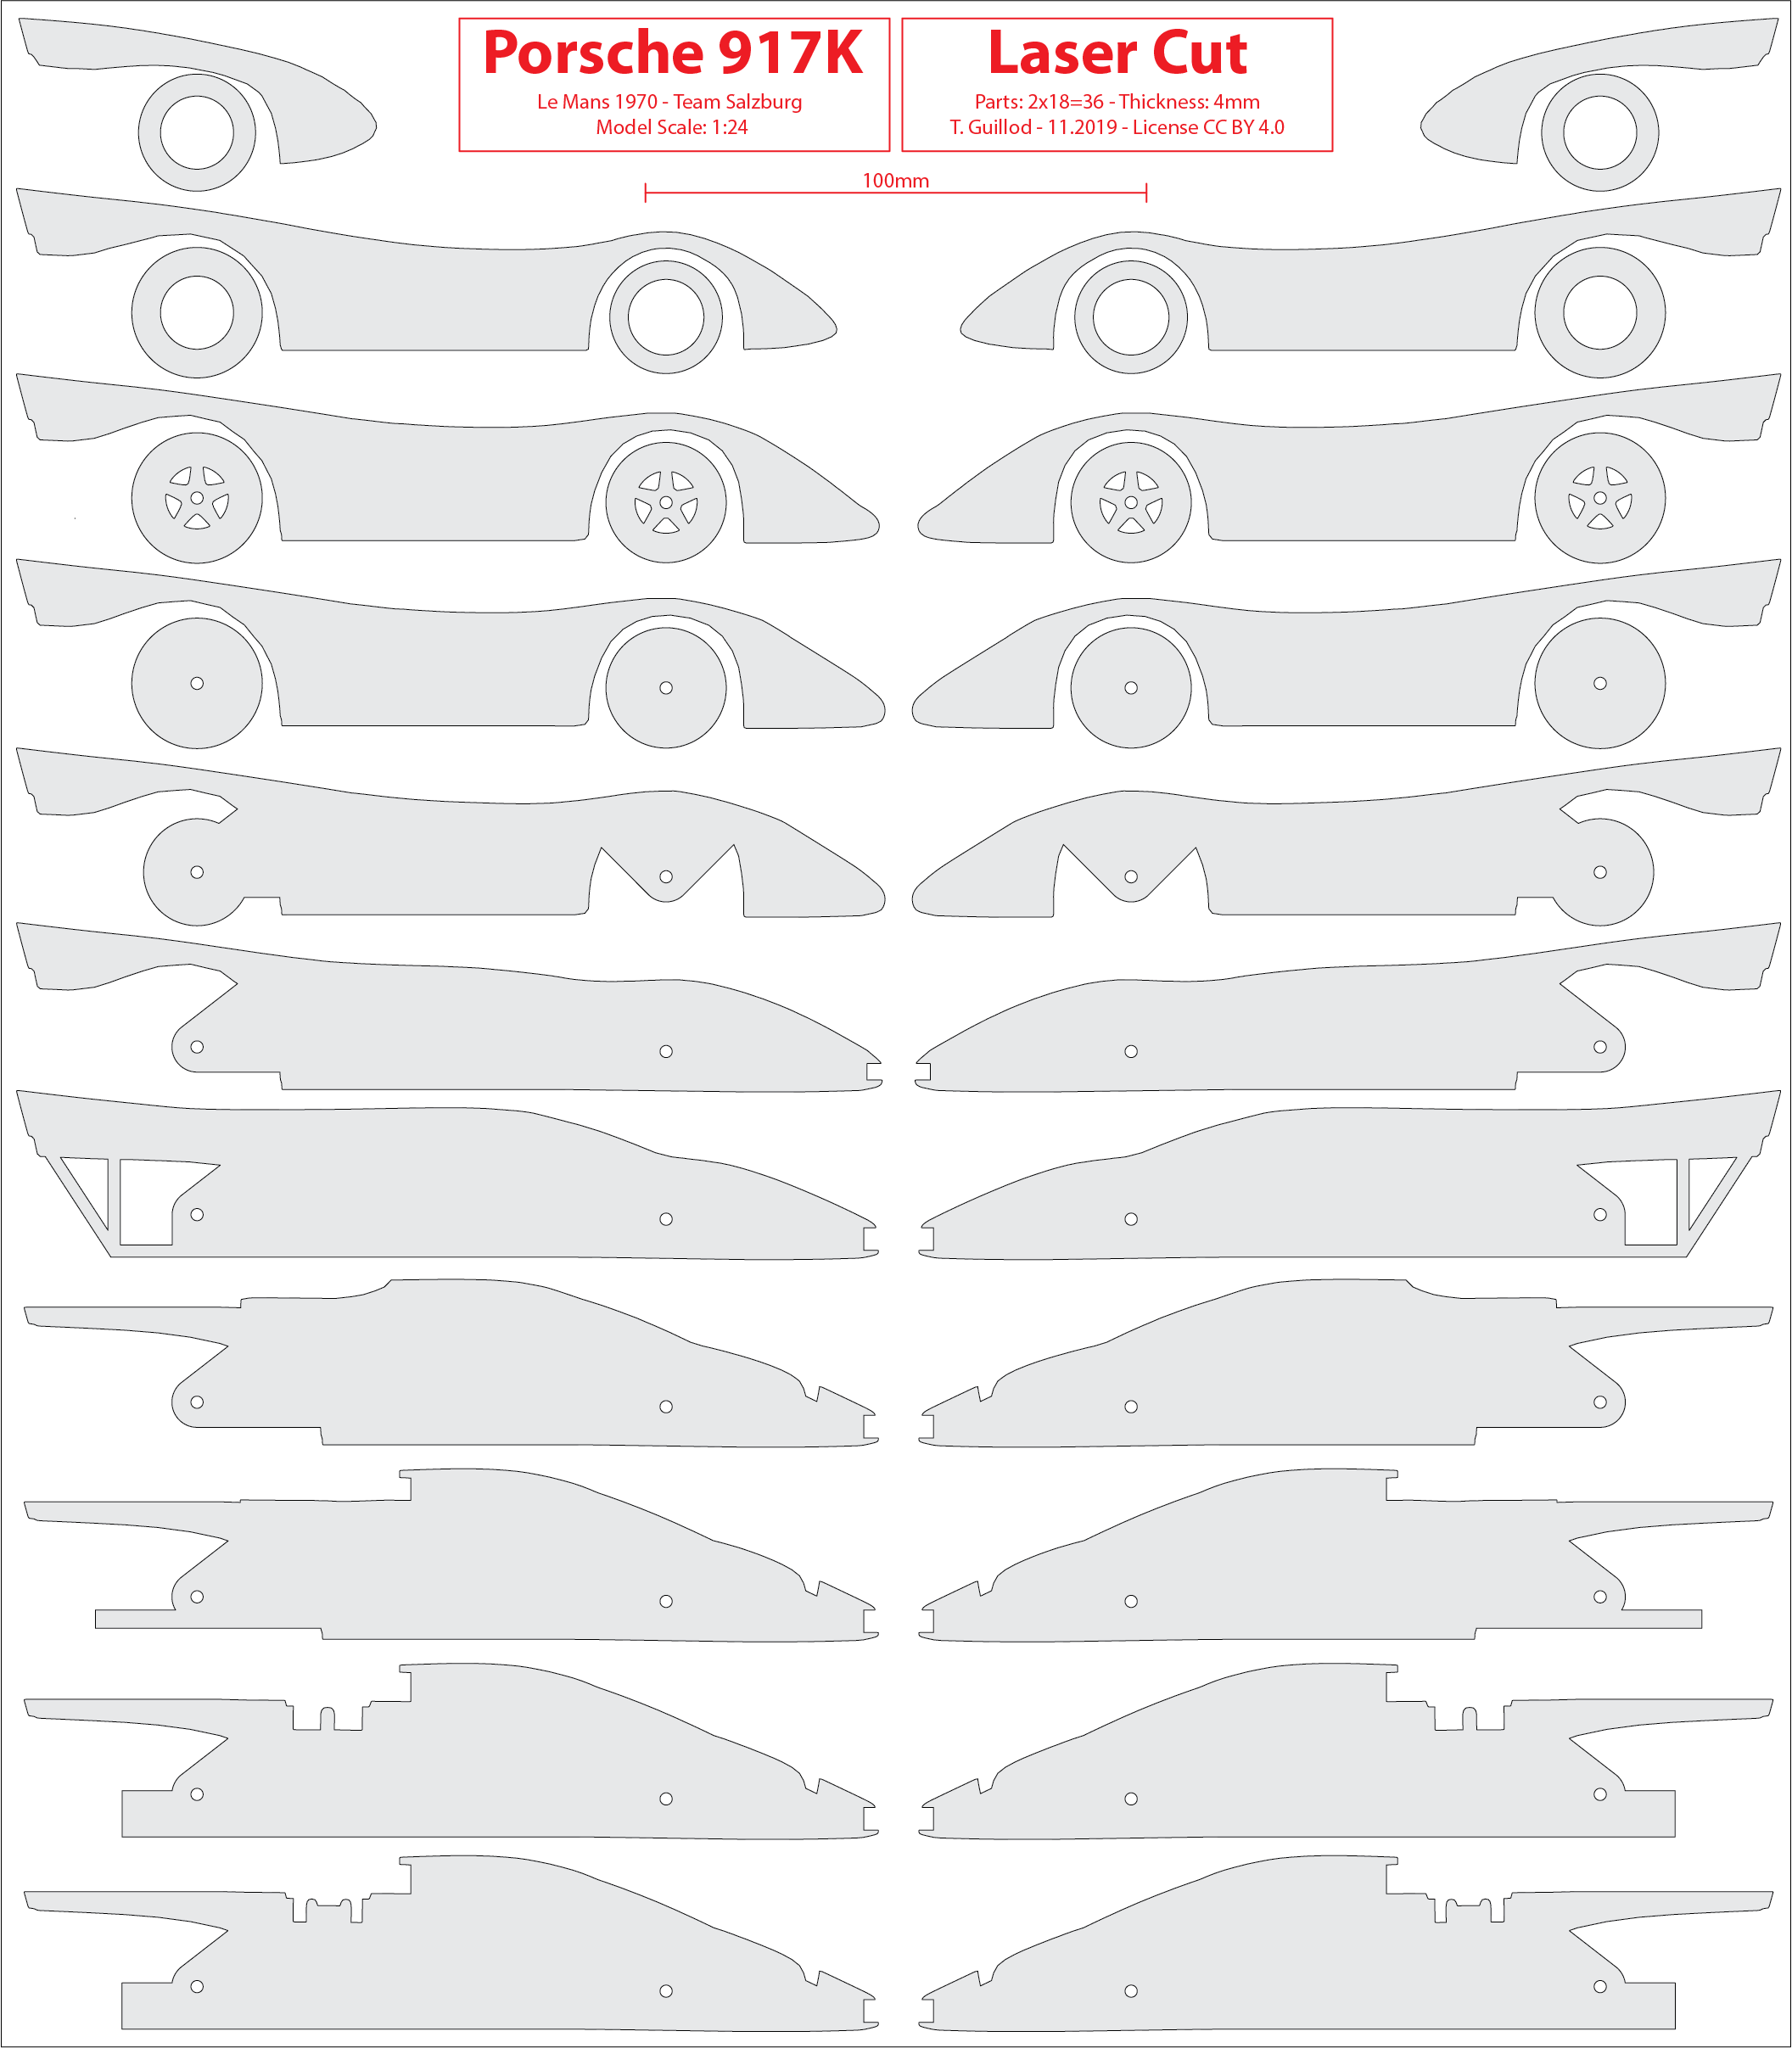 Porsche 917K
Le Mans 1970 - Team Salzburg
Model Scale: 1:24
Laser Cut
Parts: 2x18=36 - Thickness: 4mm
T. Guillod - 11.2019 - License CC BY 4.0
100mm